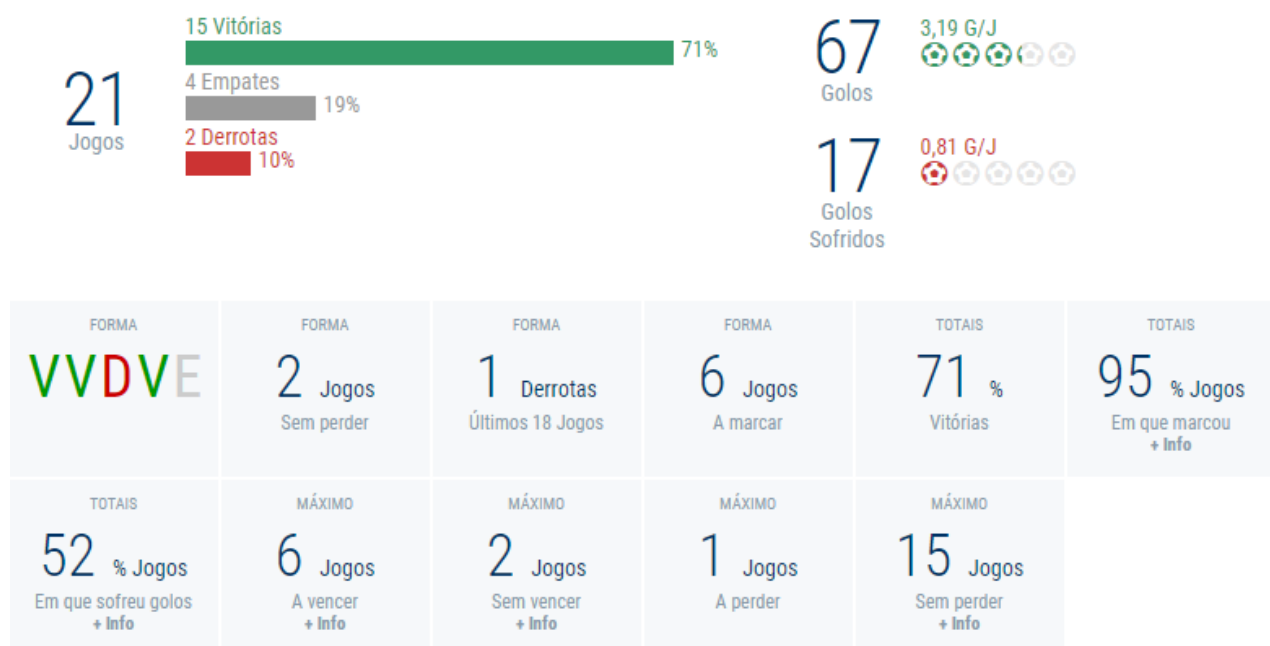 21
Jogos
15 Vitórias
71%
4 Empates
19%
2 Derrotas
10%
67
Golos
3,19 G/J
17
Golos
Sofridos
0,81 G/J
FORMA
VVDVE
FORMA
2 Jogos
Sem perder
FORMA
1 Derrotas
Últimos 18 Jogos
FORMA
6 Jogos
A marcar
TOTAIS
71 %
Vitórias
TOTAIS
95 % Jogos
Em que marcou
+ Info
TOTAIS
52 % Jogos
Em que sofreu golos
+ Info
MÁXIMO
6 Jogos
A vencer
+ Info
MÁXIMO
2 Jogos
Sem vencer
+ Info
MÁXIMO
1 Jogos
A perder
MÁXIMO
15 Jogos
Sem perder
+ Info